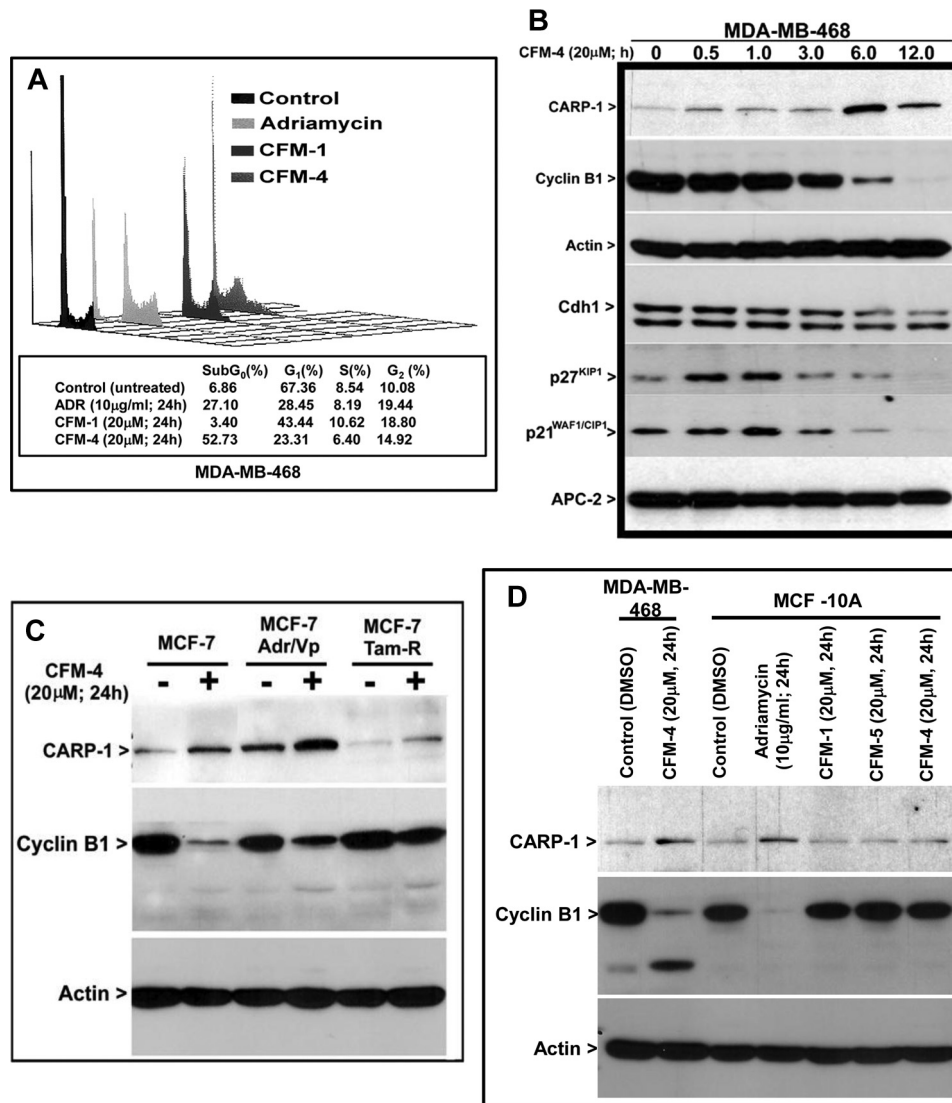 A
Control
Adriamycin
CFM-1
CFM-4
SubG₀(%) G₁(%) S(%) G₂ (%)
Control (untreated) 6.86 67.36 8.54 10.08
ADR (10μg/ml; 24h) 27.10 28.45 8.19 19.44
CFM-1 (20μM; 24h) 3.40 43.44 10.62 18.80
CFM-4 (20μM; 24h) 52.73 23.31 6.40 14.92
MDA-MB-468
B
MDA-MB-468
CFM-4 (20μM; h) 0 0.5 1.0 3.0 6.0 12.0
CARP-1 >
Cyclin B1 >
Actin >
Cdh1 >
p27ᴷᴵᴾ¹ >
p21ᵂᴬᶠ¹/ᶜᴵᴾ¹ >
APC-2 >
C
MCF-7
MCF-7
Adr/Vp
MCF-7
Tam-R
CFM-4
(20μM; 24h)
- + - + - +
CARP-1 >
Cyclin B1 >
Actin >
D
MDA-MB-
468
MCF -10A
Control (DMSO)
CFM-4 (20μM, 24h)
Control (DMSO)
Adriamycin
(10μg/ml; 24h)
CFM-1 (20μM, 24h)
CFM-5 (20μM, 24h)
CFM-4 (20μM, 24h)
CARP-1 >
Cyclin B1 >
Actin >